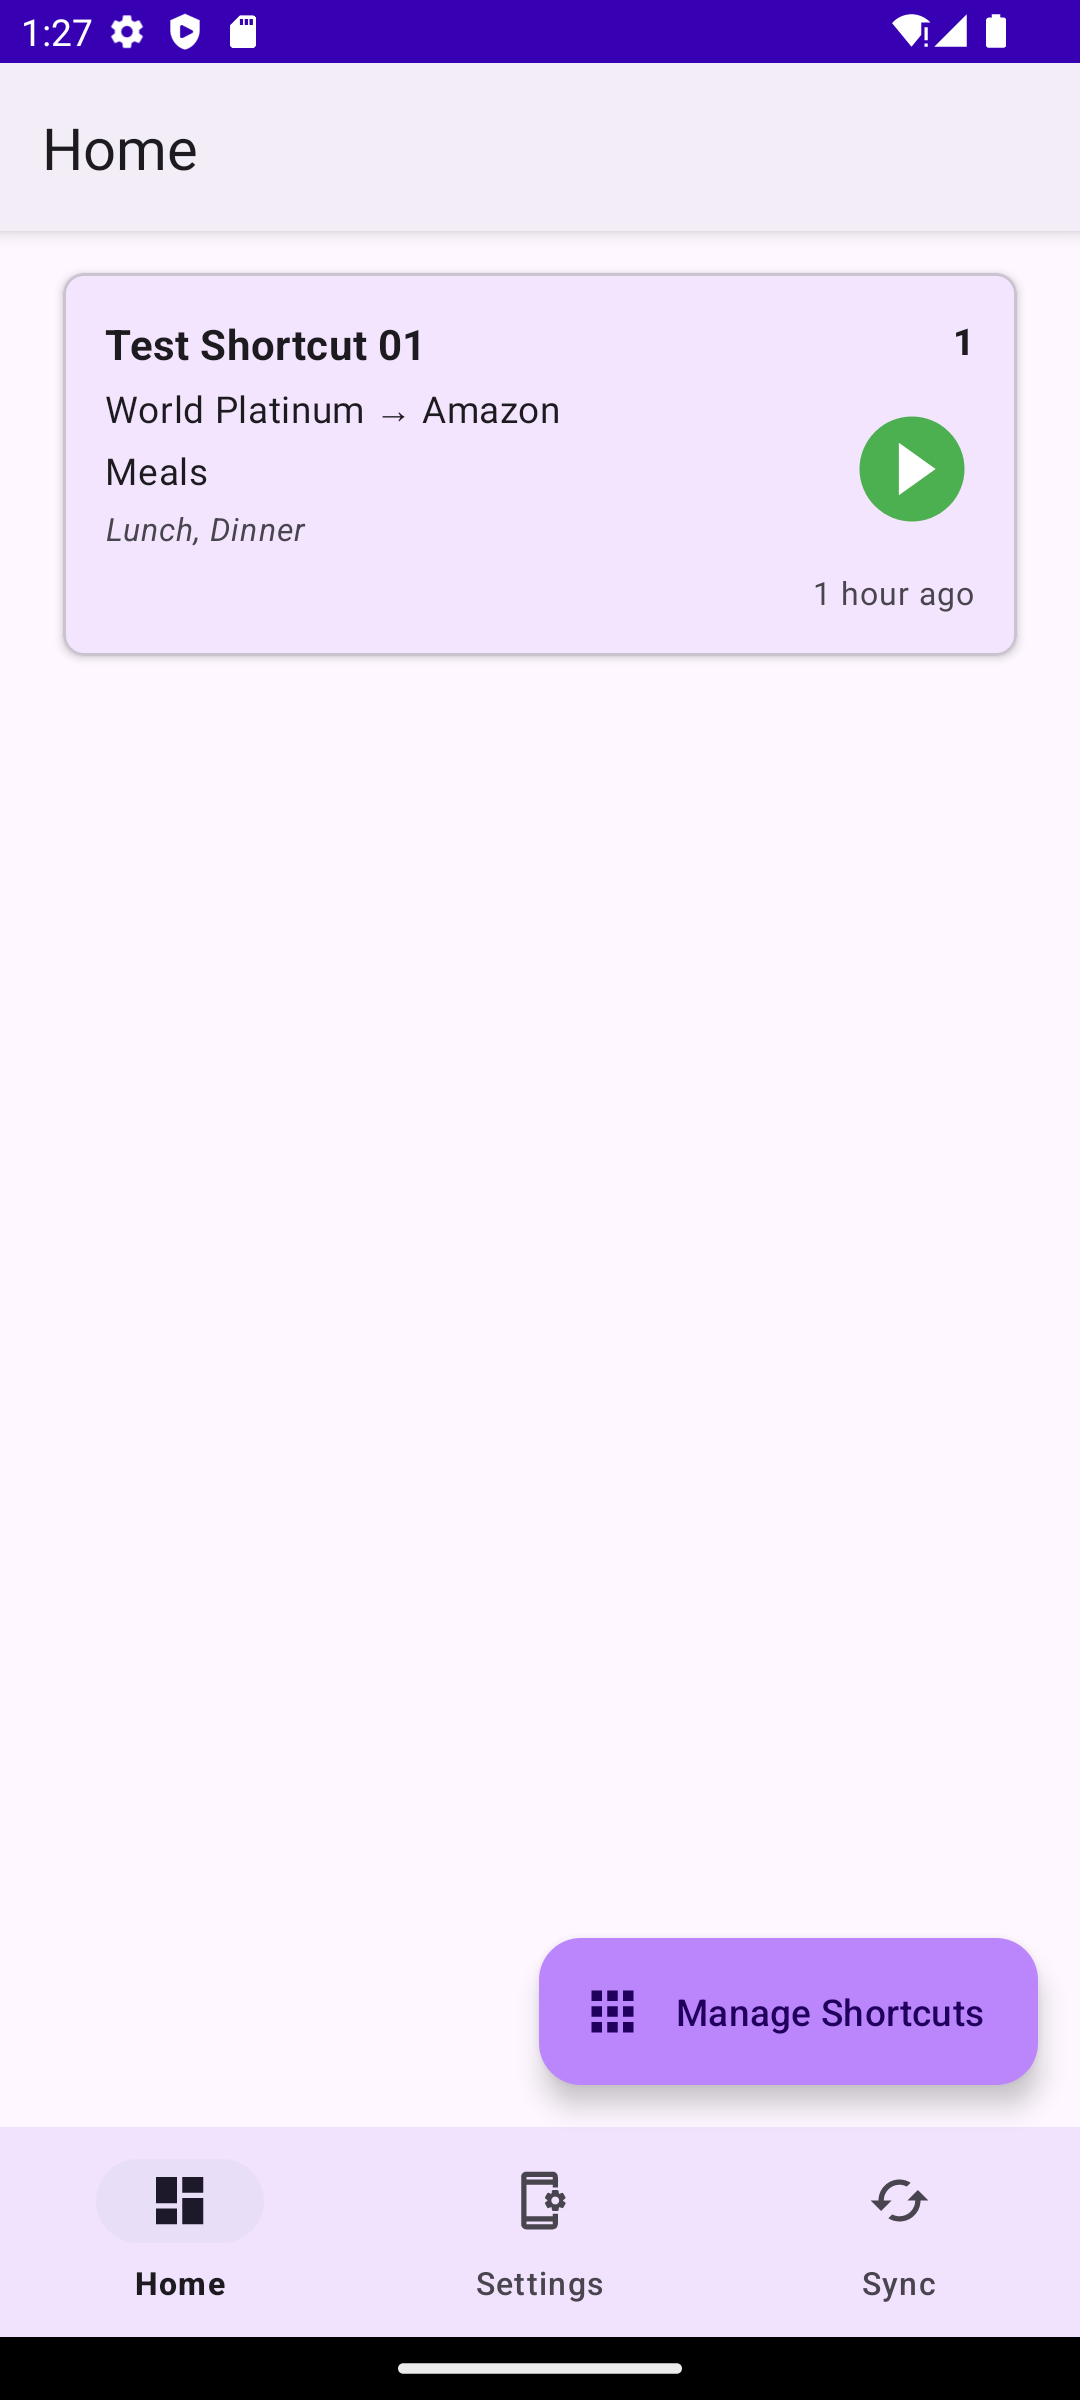 1:27
Home
Test Shortcut 01
1
World Platinum → Amazon
Meals
Lunch, Dinner
1 hour ago
Manage Shortcuts
Home
Settings
Sync